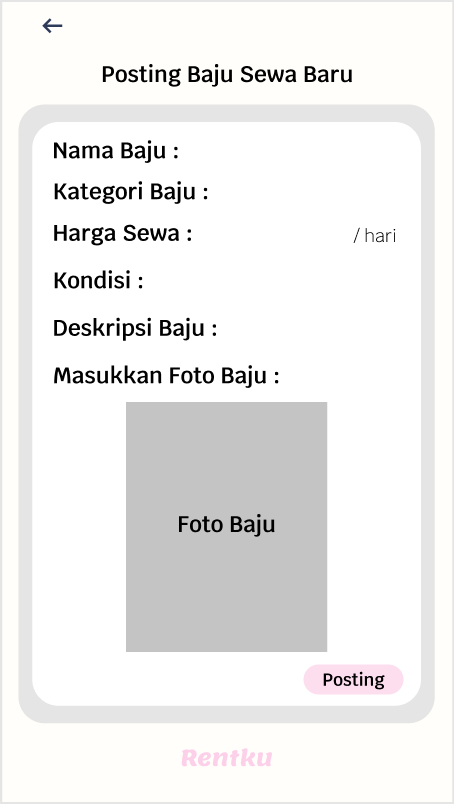 Posting Baju Sewa Baru
Nama Baju :
Kategori Baju :
Harga Sewa : / hari
Kondisi :
Deskripsi Baju :
Masukkan Foto Baju :
Foto Baju
Posting
Rentku